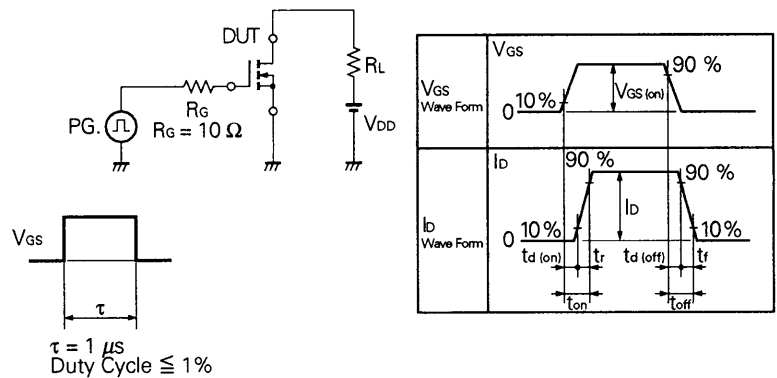 DUT
RL
RG
RG = 10 Ω
PG.
VDD
VGS
τ
τ = 1 μs
Duty Cycle ≦ 1%
VGS
Wave Form
VGS
90 %
VGS (on)
10 %
0
ID
Wave Form
ID
90 %
90 %
ID
0 10 %
10 %
td (on)
tr
td (off)
tf
ton
toff